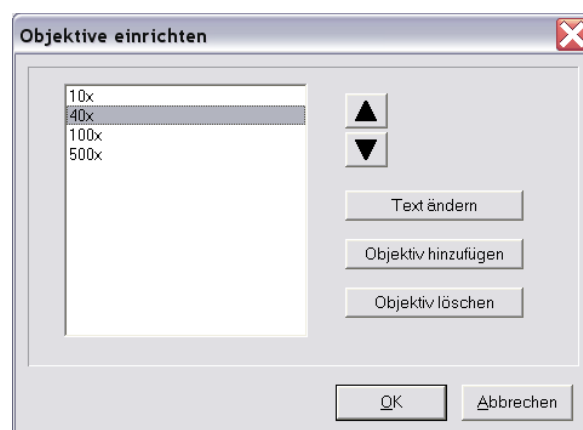 Objektive einrichten
10x
40x
100x
500x
Text ändern
Objektiv hinzufügen
Objektiv löschen
OK
Abbrechen